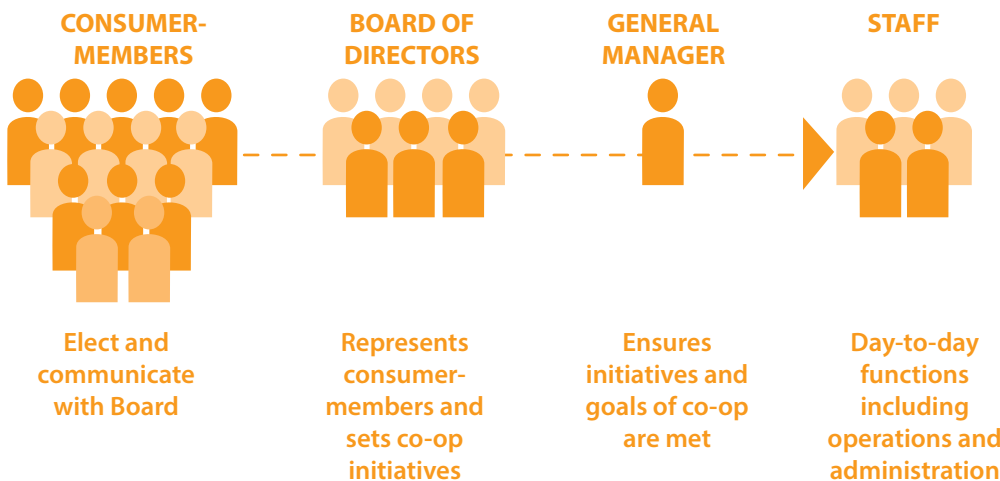 CONSUMER-
MEMBERS
BOARD OF
DIRECTORS
GENERAL
MANAGER
STAFF
Elect and
communicate
with Board
Represents
consumer-
members and
sets co-op
initiatives
Ensures
initiatives and
goals of co-op
are met
Day-to-day
functions
including
operations and
administration